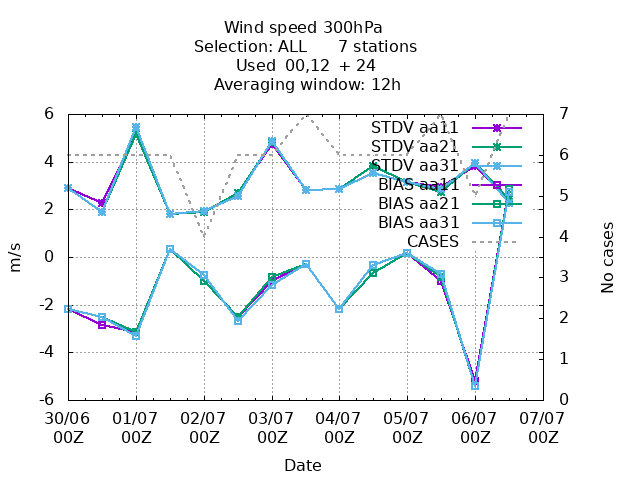 Wind speed 300hPa
Selection: ALL 7 stations
Used 00,12 + 24
Averaging window: 12h
6 7
STDV aa11
STDV aa21
4 6
STDV aa31
BIAS aa11
5
2
BIAS aa21
BIAS aa31
4
CASES
m/s
0
No cases
3
-2
2
-4
1
-6 0
30/06 01/07 02/07 03/07 04/07 05/07 06/07 07/07
00Z 00Z 00Z 00Z 00Z 00Z 00Z 00Z
Date